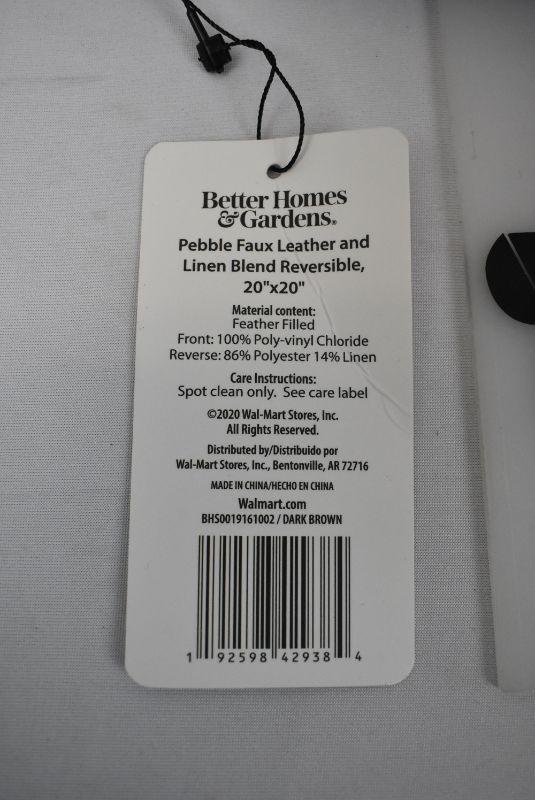 Better Homes
& Gardens®
Pebble Faux Leather and
Linen Blend Reversible,
20"x20"
Material content:
Feather Filled
Front: 100% Poly-vinyl Chloride
Reverse: 86% Polyester 14% Linen
Care Instructions:
Spot clean only. See care label
©2020 Wal-Mart Stores, Inc.
All Rights Reserved.
Distributed by/Distribuido por
Wal-Mart Stores, Inc., Bentonville, AR 72716
MADE IN CHINA/HECHO EN CHINA
Walmart.com
BHS0019161002 / DARK BROWN
1 92598 42938 4